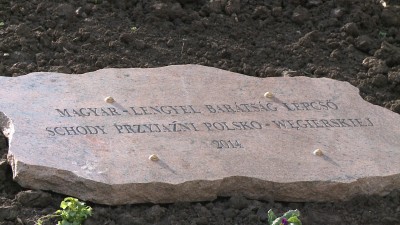 MAGYAR - LENGYEL BARÁTSÁG LÉPCSŐ
SCHODY PRZYJAŹNI POLSKO - WĘGIERSKIEJ
2014